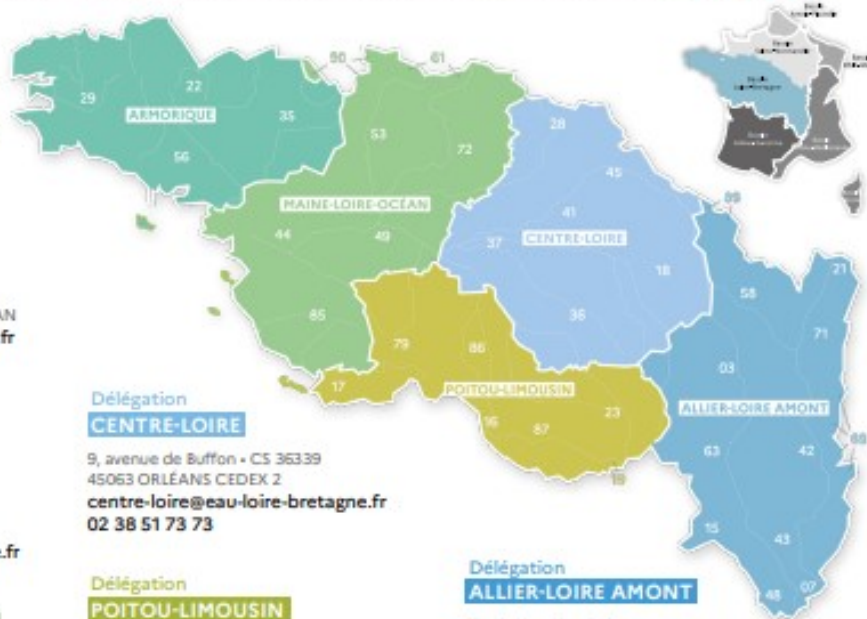 50
61
22
29
35
ARMORIQUE
56
53
72
28
45
MAINE-LOIRE-OCÉAN
41
CENTRE-LOIRE
44
49
37
18
89
21
58
85
36
71
79
86
03
17
POITOU-LIMOUSIN
ALLIER-LOIRE AMONT
16
87
23
19
63
42
69
15
43
48
07
AN
.fr
Délégation
CENTRE-LOIRE
9, avenue de Buffon • CS 36339
45063 ORLÉANS CEDEX 2
centre-loire@eau-loire-bretagne.fr
02 38 51 73 73
e.fr
Délégation
POITOU-LIMOUSIN
Délégation
ALLIER-LOIRE AMONT